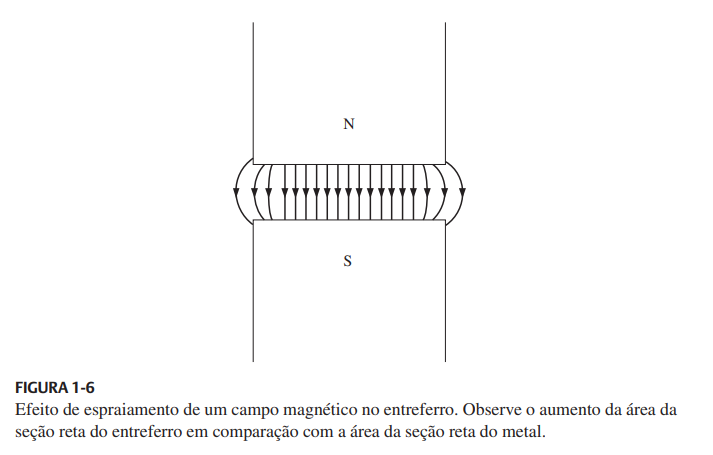 N
S
FIGURA 1-6
Efeito de espraiamento de um campo magnético no entreferro. Observe o aumento da área da
seção reta do entreferro em comparação com a área da seção reta do metal.